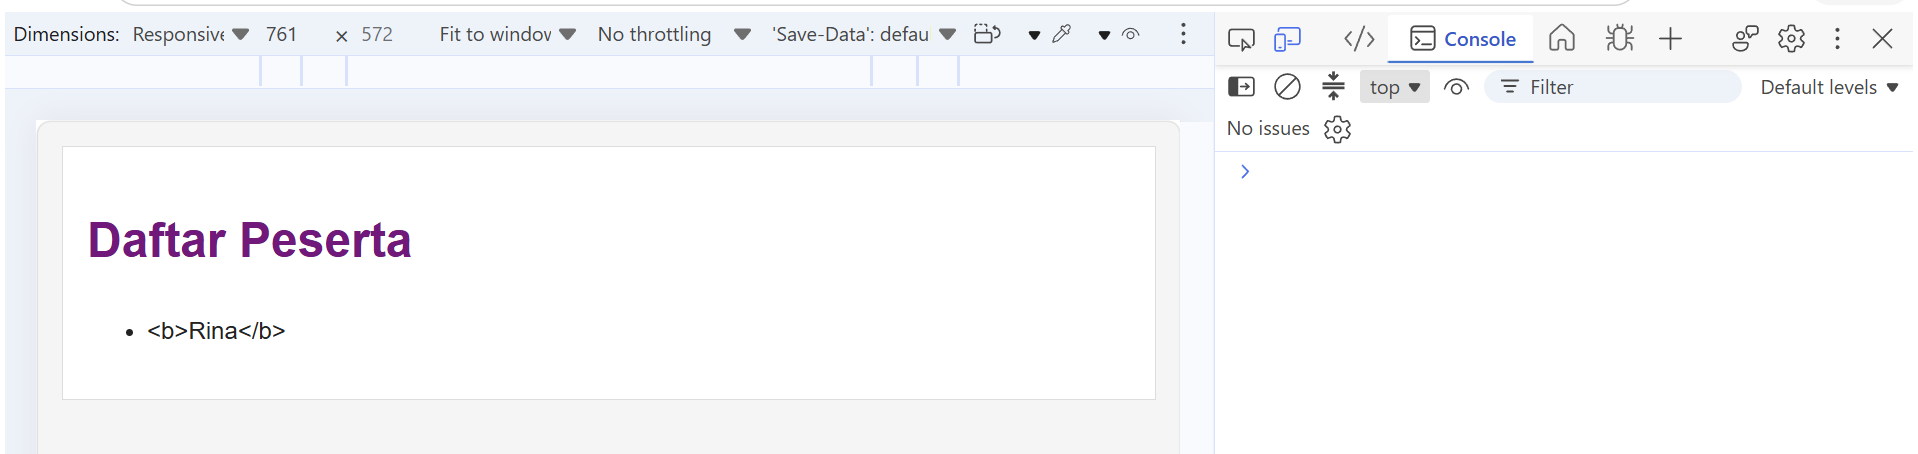 Dimensions: Responsive 761 × 572 Fit to window No throttling 'Save-Data': defau
Daftar Peserta
• <b>Rina</b>
Console
top Filter Default levels
No issues